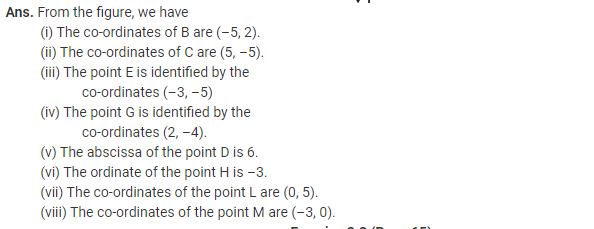 Ans. From the figure, we have
(i) The co-ordinates of B are (−5, 2).
(ii) The co-ordinates of C are (5, −5).
(iii) The point E is identified by the
co-ordinates (−3, −5)
(iv) The point G is identified by the
co-ordinates (2, −4).
(v) The abscissa of the point D is 6.
(vi) The ordinate of the point H is −3.
(vii) The co-ordinates of the point L are (0, 5).
(viii) The co-ordinates of the point M are (−3, 0).